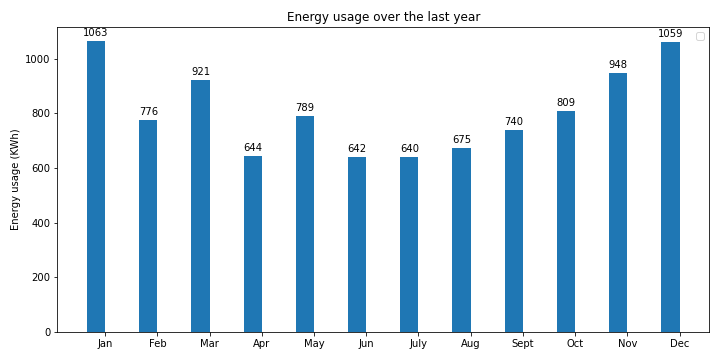 Energy usage over the last year
Energy usage (KWh)
1000
800
600
400
200
0
1063
776
921
644
789
642
640
675
740
809
948
1059
Jan
Feb
Mar
Apr
May
Jun
July
Aug
Sept
Oct
Nov
Dec